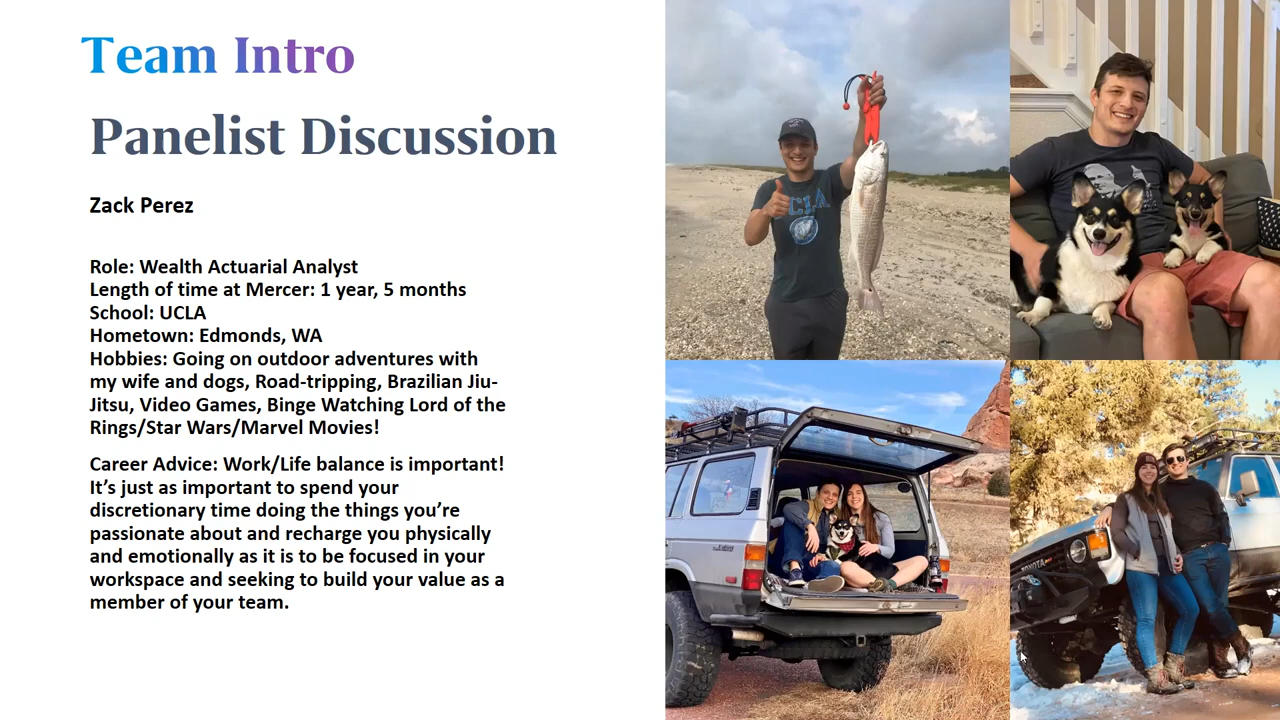 Team Intro
Panelist Discussion
Zack Perez
Role: Wealth Actuarial Analyst
Length of time at Mercer: 1 year, 5 months
School: UCLA
Hometown: Edmonds, WA
Hobbies: Going on outdoor adventures with
my wife and dogs, Road-tripping, Brazilian Jiu-
Jitsu, Video Games, Binge Watching Lord of the
Rings/Star Wars/Marvel Movies!
Career Advice: Work/Life balance is important!
It’s just as important to spend your
discretionary time doing the things you’re
passionate about and recharge you physically
and emotionally as it is to be focused in your
workspace and seeking to build your value as a
member of your team.
UCLA
TOYOTA